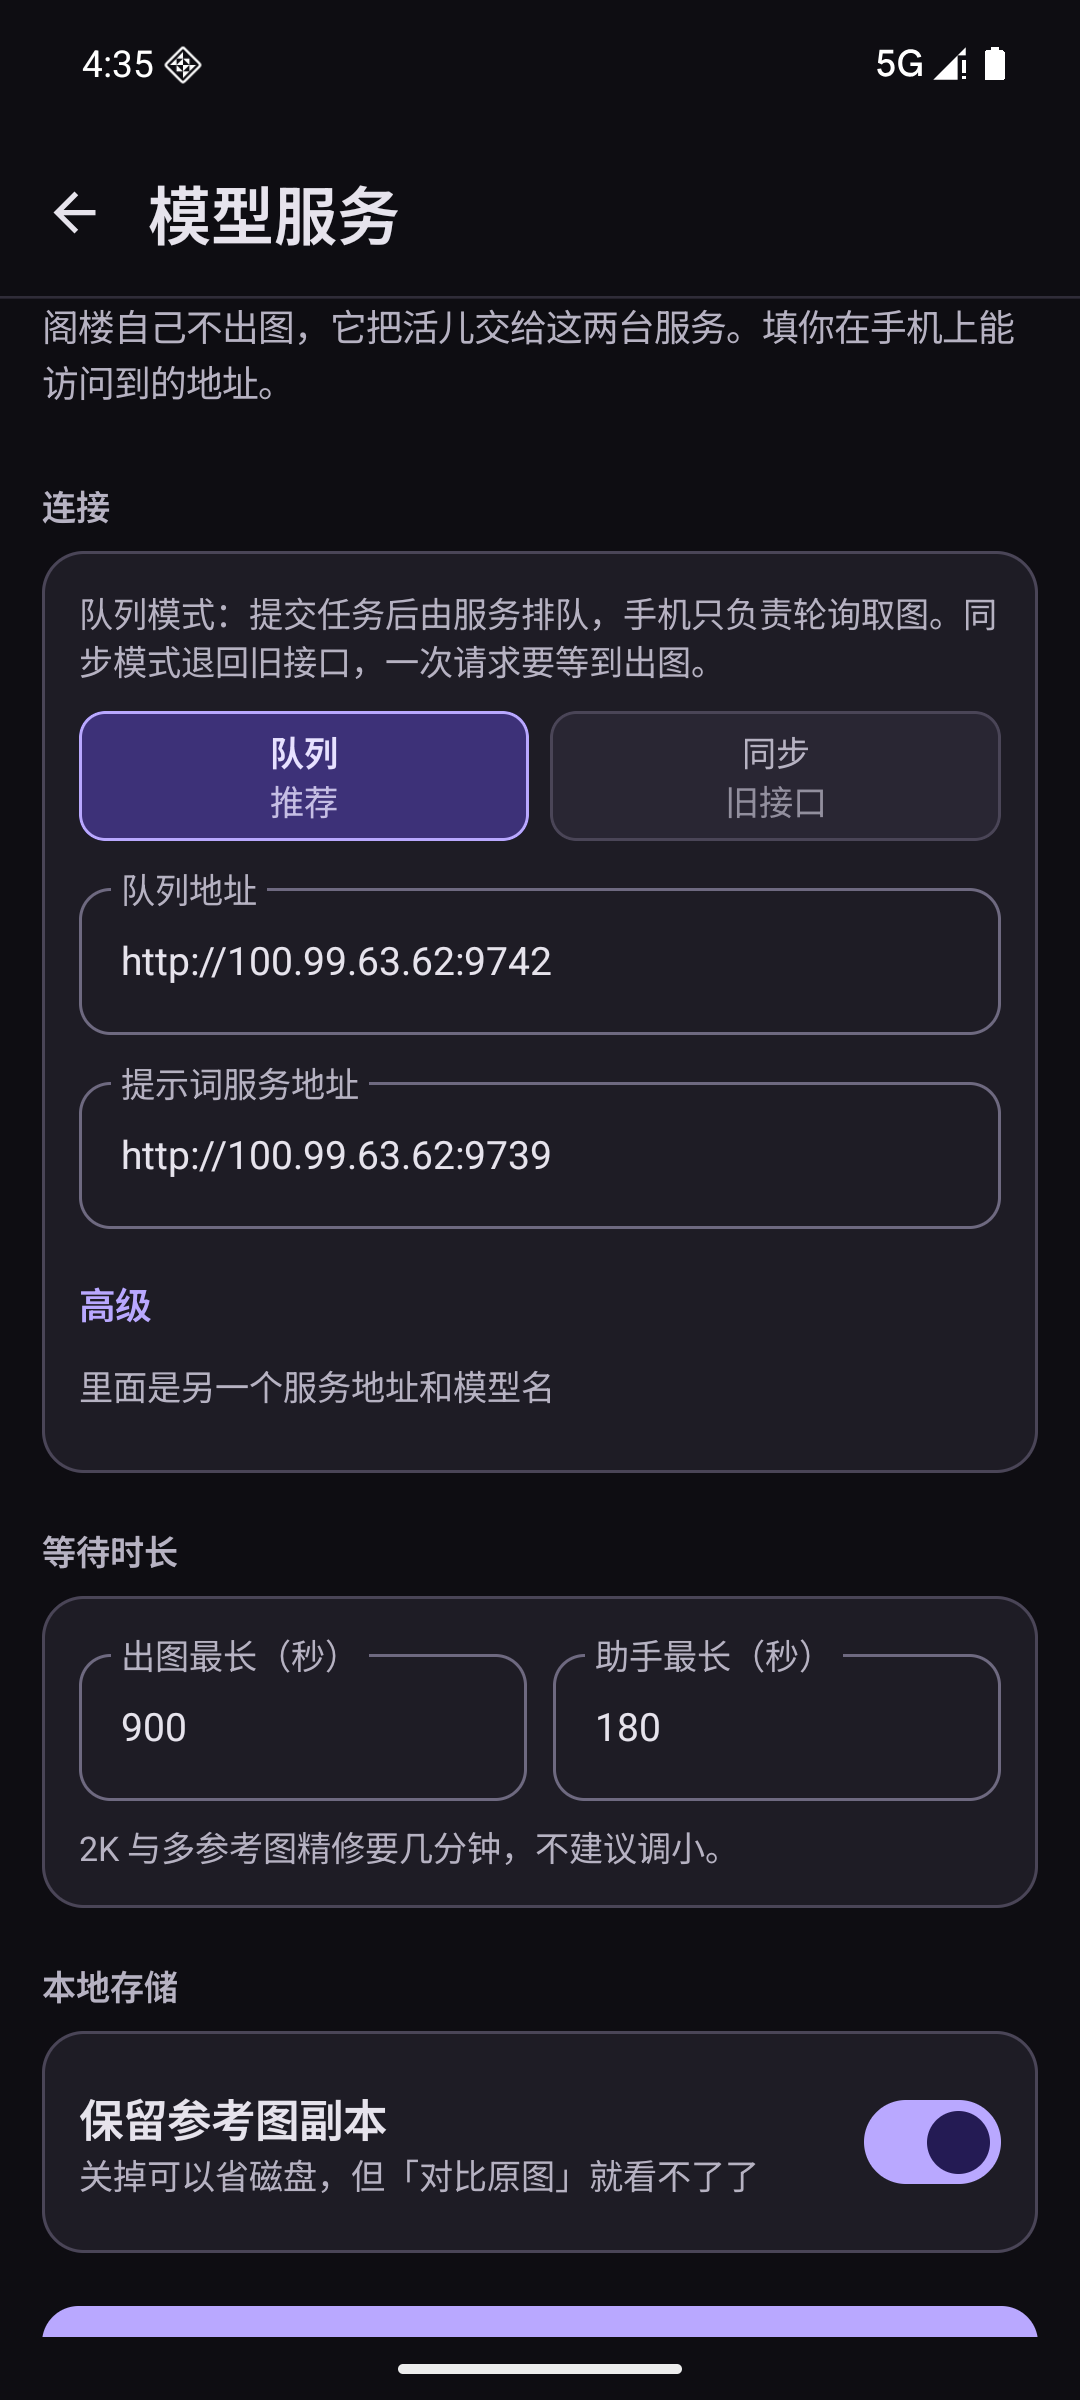 4:35
5G
模型服务
阁楼自己不出图，它把活儿交给这两台服务。填你在手机上能
访问到的地址。
连接
队列模式：提交任务后由服务排队，手机只负责轮询取图。同
步模式退回旧接口，一次请求要等到出图。
队列
推荐
同步
旧接口
队列地址
http://100.99.63.62:9742
提示词服务地址
http://100.99.63.62:9739
高级
里面是另一个服务地址和模型名
等待时长
出图最长（秒）
900
助手最长（秒）
180
2K 与多参考图精修要几分钟，不建议调小。
本地存储
保留参考图副本
关掉可以省磁盘，但「对比原图」就看不了了